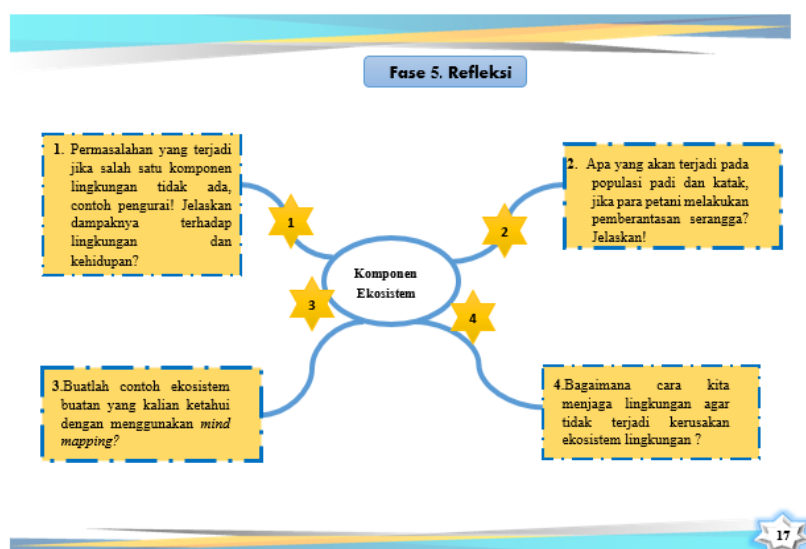 Fase 5. Refleksi
1. Permasalahan yang terjadi
jika salah satu komponen
lingkungan tidak ada,
contoh pengurai! Jelaskan
dampaknya terhadap
lingkungan dan
kehidupan?
2. Apa yang akan terjadi pada
populasi padi dan katak,
jika para petani melakukan
pemberantasan serangga?
Jelaskan!
1
2
Komponen
Ekosistem
3
4
3.Buatlah contoh ekosistem
buatan yang kalian ketahui
dengan menggunakan mind
mapping?
4.Bagaimana cara kita
menjaga lingkungan agar
tidak terjadi kerusakan
ekosistem lingkungan ?
17